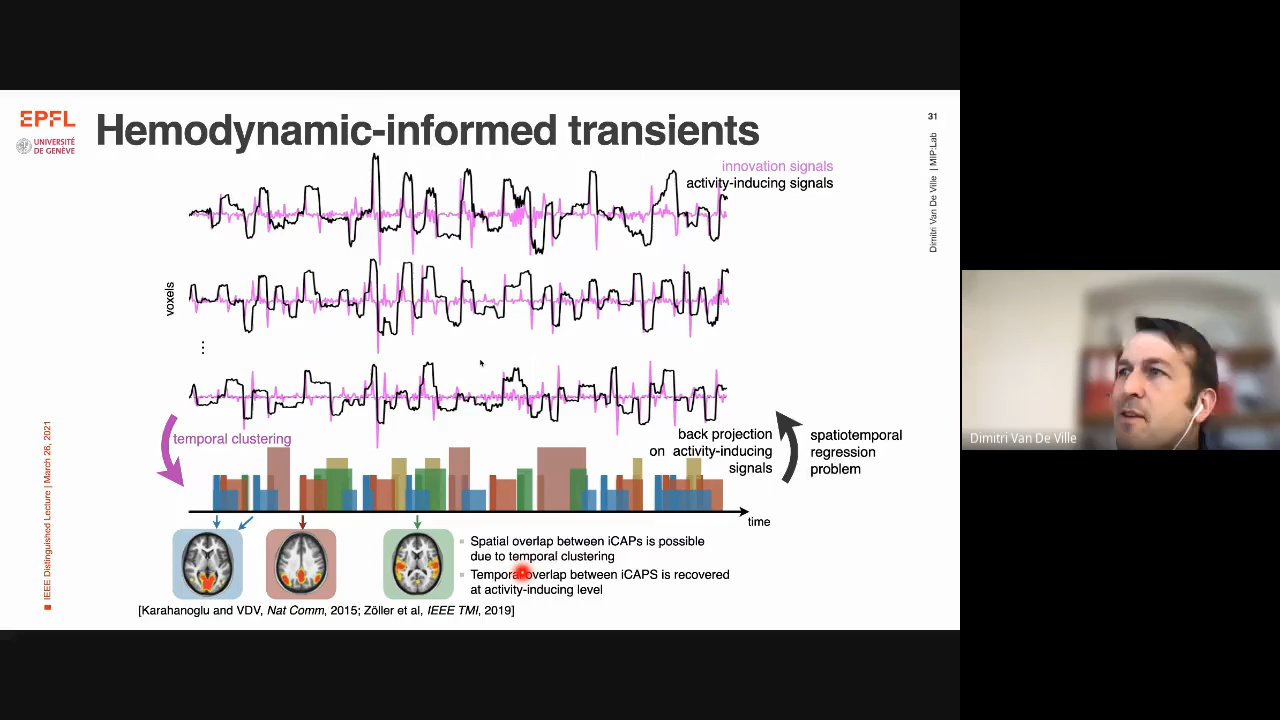 EPFL
UNIVERSITÉ
DE GENÈVE
Hemodynamic-informed transients
31
Dimitri Van De Ville | MIP:Lab
innovation signals
activity-inducing signals
voxels
⋮
temporal clustering
back projection
on activity-inducing
signals
spatiotemporal
regression
problem
time
Spatial overlap between iCAPs is possible
due to temporal clustering
Temporal overlap between iCAPS is recovered
at activity-inducing level
[Karahanoglu and VDV, Nat Comm, 2015; Zöller et al, IEEE TMI, 2019]
IEEE Distinguished Lecture | March 26, 2021
Dimitri Van De Ville